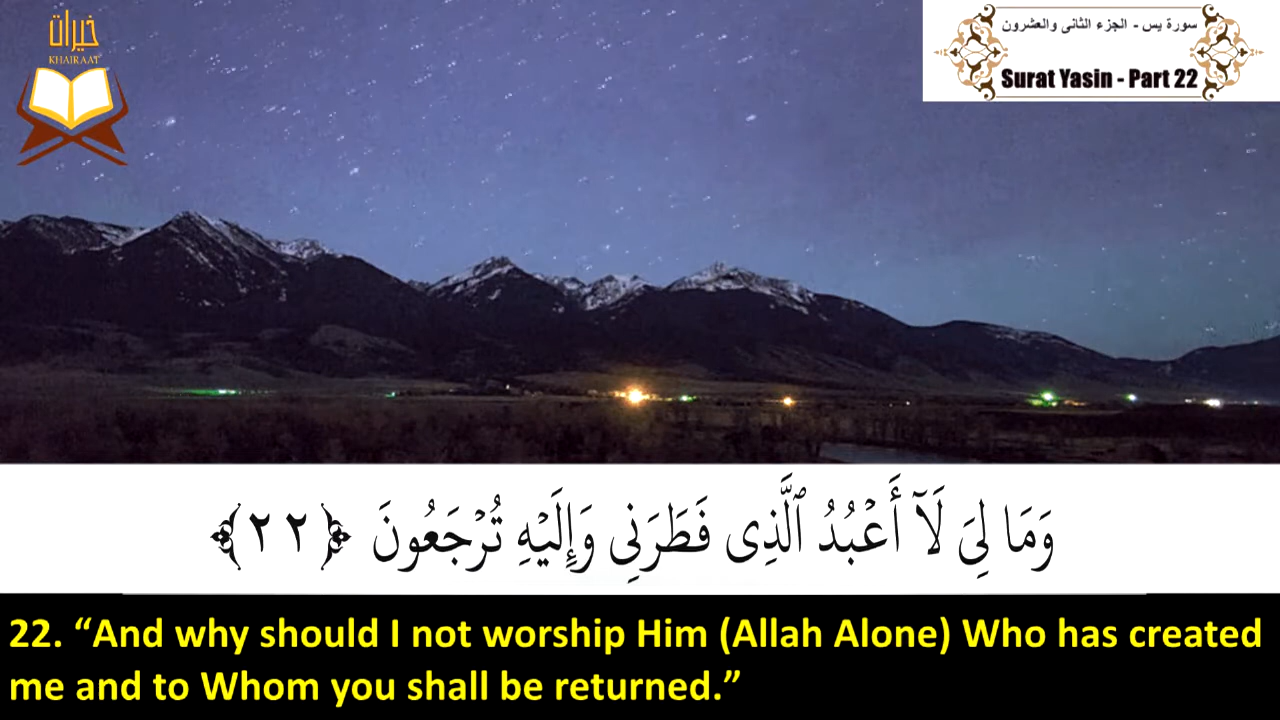 خيرات
KHAIRAAT
سورة يس - الجزء الثانى والعشرون
Surat Yasin - Part 22
وَمَا لِىَ لَآ أَعْبُدُ ٱلَّذِى فَطَرَنِى وَإِلَيْهِ تُرْجَعُونَ ﴿٢٢﴾
22. “And why should I not worship Him (Allah Alone) Who has created
me and to Whom you shall be returned.”